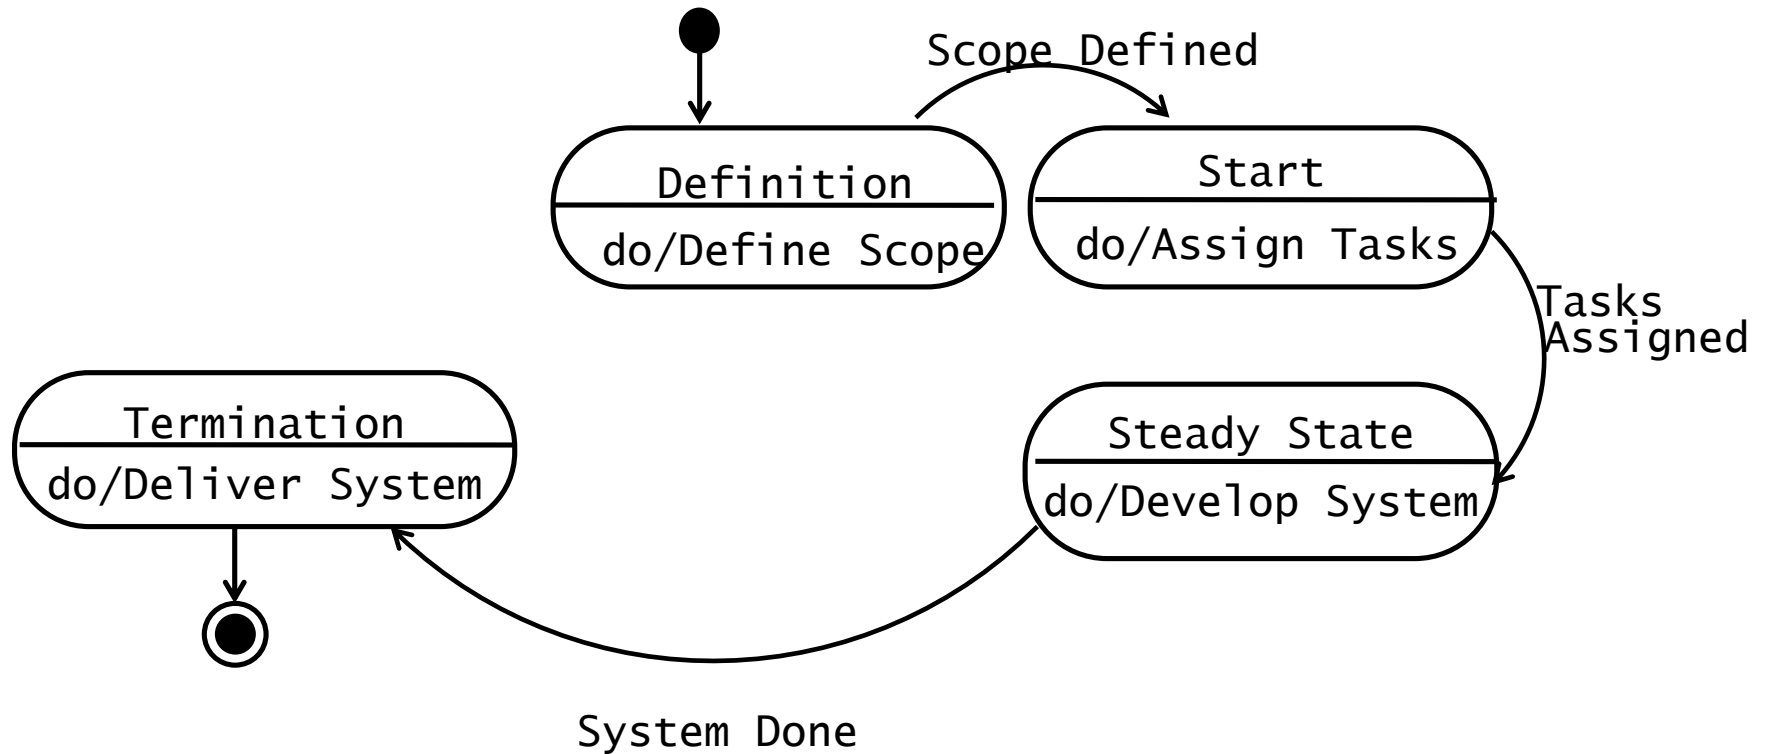 Scope Defined
Definition
do/Define Scope
Start
do/Assign Tasks
Tasks
Assigned
Steady State
do/Develop System
Termination
do/Deliver System
System Done